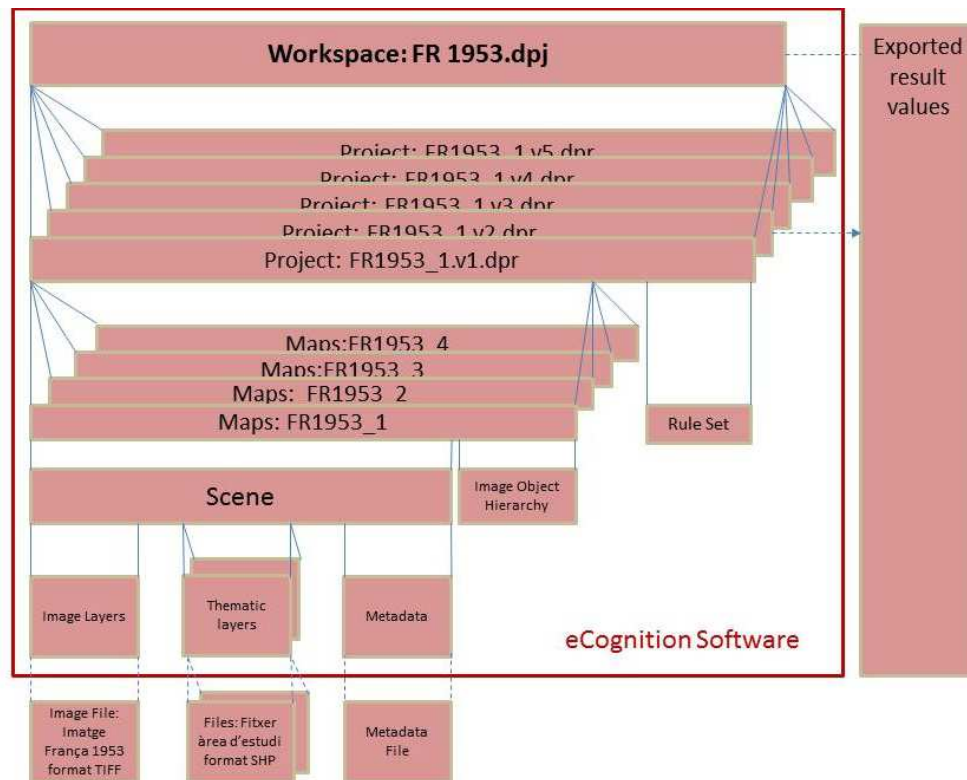 Workspace: FR 1953.dpj
Exported
result
values
Project: FR1953_1.v5.dpr
Project: FR1953_1.v4.dpr
Project: FR1953_1.v3.dpr
Project: FR1953_1.v2.dpr
Project: FR1953_1.v1.dpr
Maps:FR1953_4
Maps:FR1953_3
Maps: FR1953_2
Maps: FR1953_1
Rule Set
Scene
Image Object
Hierarchy
Image Layers
Thematic
layers
Metadata
eCognition Software
Image File:
Imatge
França 1953
format TIFF
Files: Fitxer
àrea d'estudi
format SHP
Metadata
File